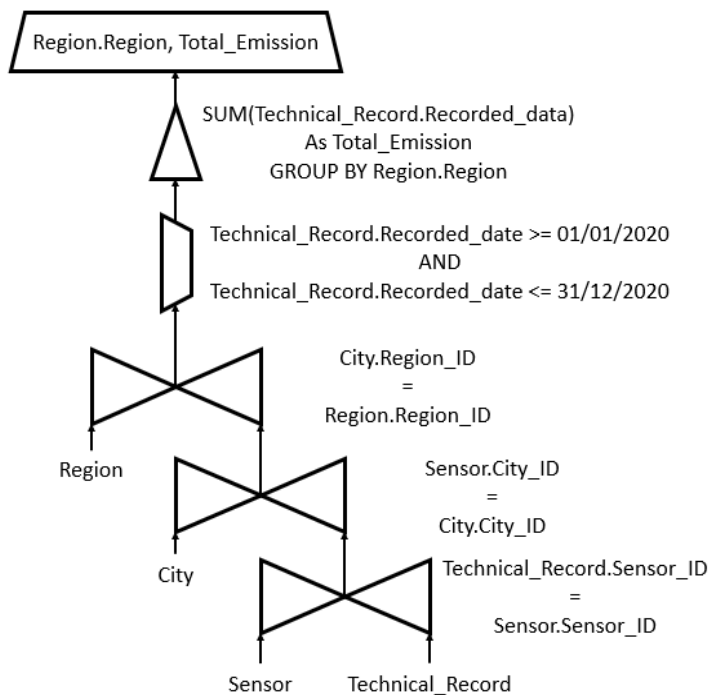 Region.Region, Total_Emission
SUM(Technical_Record.Recorded_data)
As Total_Emission
GROUP BY Region.Region
Technical_Record.Recorded_date >= 01/01/2020
AND
Technical_Record.Recorded_date <= 31/12/2020
City.Region_ID
=
Region.Region_ID
Region
Sensor.City_ID
=
City.City_ID
City
Technical_Record.Sensor_ID
=
Sensor.Sensor_ID
Sensor
Technical_Record